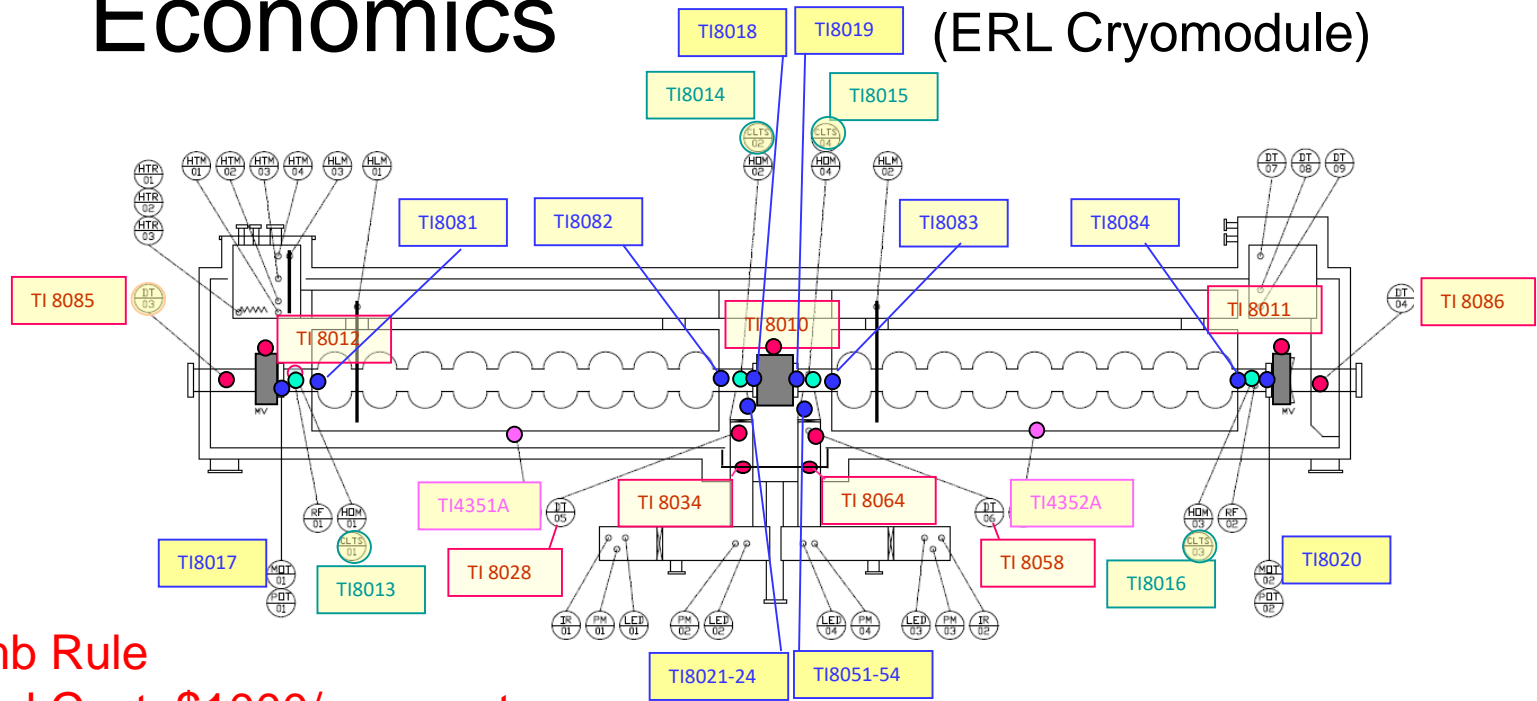 Economics
(ERL Cryomodule)
TI8018
TI8019
TI8014
TI8015
CLTS
02
CLTS
04
HTR
01
HTR
02
HTR
03
HTM
01
HTM
02
HTM
03
HTM
04
HLM
03
HLM
01
HOM
02
HOM
04
HLM
02
DT
07
DT
08
DT
09
TI8081
TI8082
TI8083
TI8084
TI 8085
DT
03
TI 8012
TI 8010
TI 8011
DT
04
TI 8086
MV
MV
TI4351A
DT
05
TI 8034
TI 8064
DT
06
TI4352A
RF
01
HOM
01
CLTS
01
HOM
03
RF
02
CLTS
03
TI8017
MOT
01
POT
01
TI8013
TI 8028
TI 8058
TI8016
MOT
02
POT
02
TI8020
IR
01
PM
01
LED
01
PM
02
LED
02
LED
04
PM
04
LED
03
PM
03
IR
02
TI8021-24
TI8051-54
Rule